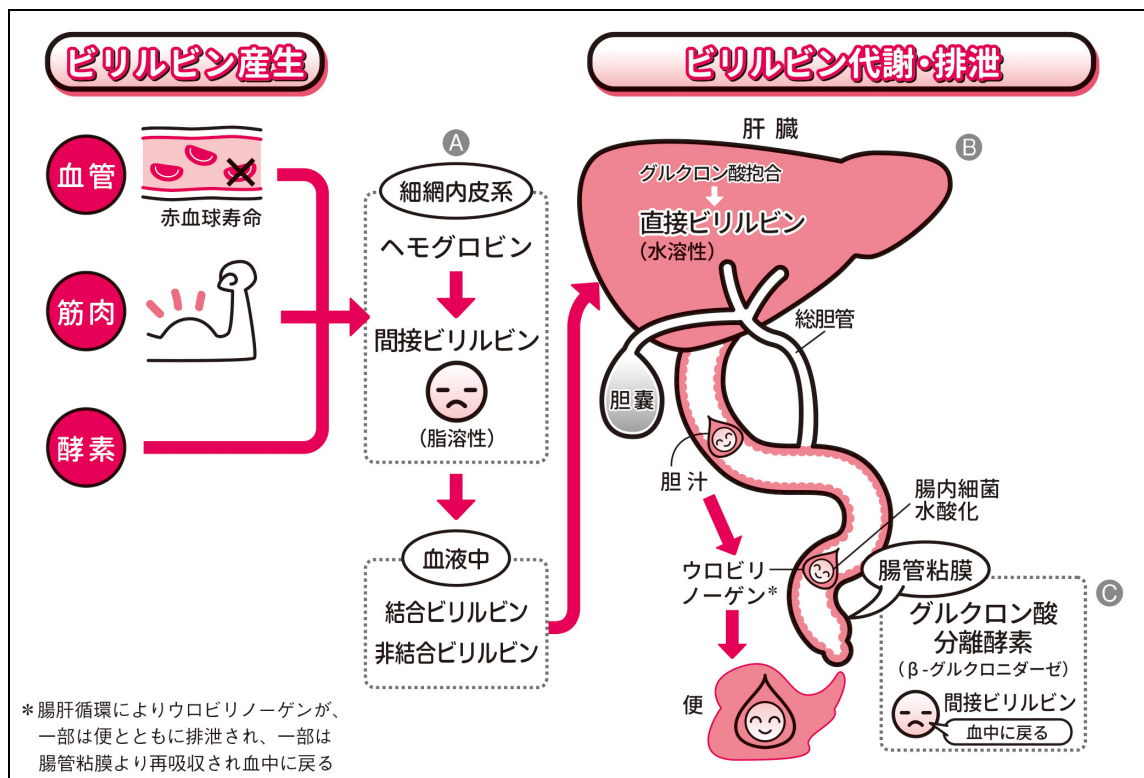 ビリルビン産生
血管
赤血球寿命
筋肉
酵素
A
細網内皮系
ヘモグロビン
間接ビリルビン
(脂溶性)
血液中
結合ビリルビン
非結合ビリルビン
ビリルビン代謝・排泄
肝臓
B
グルクロン酸抱合
直接ビリルビン
(水溶性)
総胆管
胆嚢
胆汁
腸内細菌
水酸化
ウロビリ
ノーゲン*
腸管粘膜
C
グルクロン酸
分離酵素
(β-グルクロニダーゼ)
間接ビリルビン
血中に戻る
便
*腸肝循環によりウロビリノーゲンが、
一部は便とともに排泄され、一部は
腸管粘膜より再吸収され血中に戻る